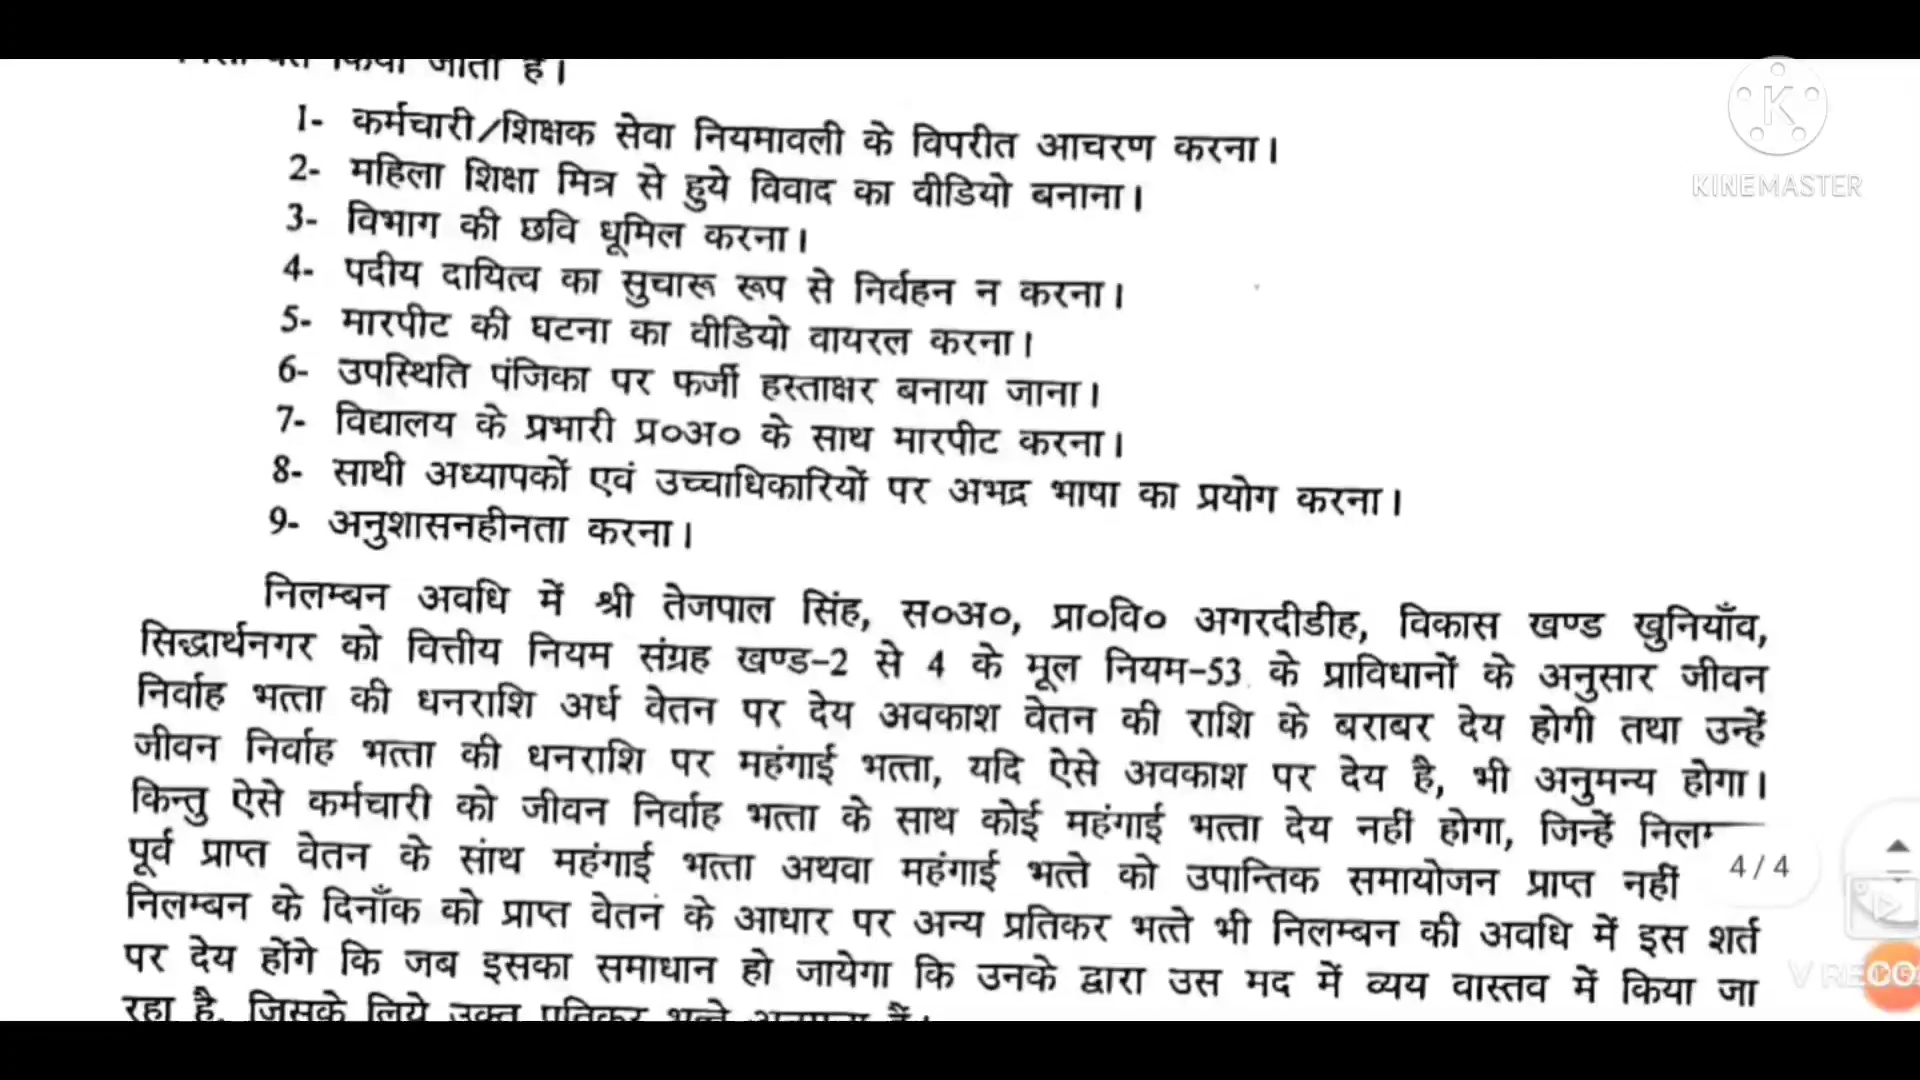 किया जाता है।
1- कर्मचारी/शिक्षक सेवा नियमावली के विपरीत आचरण करना।
2- महिला शिक्षा मित्र से हुये विवाद का वीडियो बनाना।
3- विभाग की छवि धूमिल करना।
4- पदीय दायित्व का सुचारू रूप से निर्वहन न करना।
5- मारपीट की घटना का वीडियो वायरल करना।
6- उपस्थिति पंजिका पर फर्जी हस्ताक्षर बनाया जाना।
7- विद्यालय के प्रभारी प्र०अ० के साथ मारपीट करना।
8- साथी अध्यापकों एवं उच्चाधिकारियों पर अभद्र भाषा का प्रयोग करना।
9- अनुशासनहीनता करना।
निलम्बन अवधि में श्री तेजपाल सिंह, स०अ०, प्रा०वि० अगरदीडीह, विकास खण्ड खुनियाँव,
सिद्धार्थनगर को वित्तीय नियम संग्रह खण्ड-2 से 4 के मूल नियम-53 के प्राविधानों के अनुसार जीवन
निर्वाह भत्ता की धनराशि अर्ध वेतन पर देय अवकाश वेतन की राशि के बराबर देय होगी तथा उन्हें
जीवन निर्वाह भत्ता की धनराशि पर महंगाई भत्ता, यदि ऐसे अवकाश पर देय है, भी अनुमन्य होगा।
किन्तु ऐसे कर्मचारी को जीवन निर्वाह भत्ता के साथ कोई महंगाई भत्ता देय नहीं होगा, जिन्हें
पूर्व प्राप्त वेतन के साथ महंगाई भत्ता अथवा महंगाई भत्ते को उपान्तिक समायोजन प्राप्त नहीं
निलम्बन के दिनाँक को प्राप्त वेतन के आधार पर अन्य प्रतिकर भत्ते भी निलम्बन की अवधि में इस शर्त
पर देय होंगे कि जब इसका समाधान हो जायेगा कि उनके द्वारा उस मद में व्यय वास्तव में किया जा
रहा है, जिसके लिये उक्त प्रतिकर भत्ते
KINEMASTER
4/4